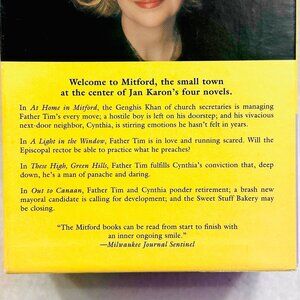 Welcome to Mitford, the small town
at the center of Jan Karon's four novels.
In At Home in Mitford, the Genghis Khan of church secretaries is managing
Father Tim's every move; a hostile boy is left on his doorstep; and his vivacious
next-door neighbor, Cynthia, is stirring emotions he hasn't felt in years.
In A Light in the Window, Father Tim is in love and running scared. Will the
Episcopal rector be able to practice what he preaches?
In These High, Green Hills, Father Tim fulfills Cynthia's conviction that, deep
down, he's a man of panache and daring.
In Out to Canaan, Father Tim and Cynthia ponder retirement; a brash new
mayoral candidate is calling for development; and the Sweet Stuff Bakery may
be closing.
"The Mitford books can be read from start to finish with
an inner ongoing smile."
—Milwaukee Journal Sentinel